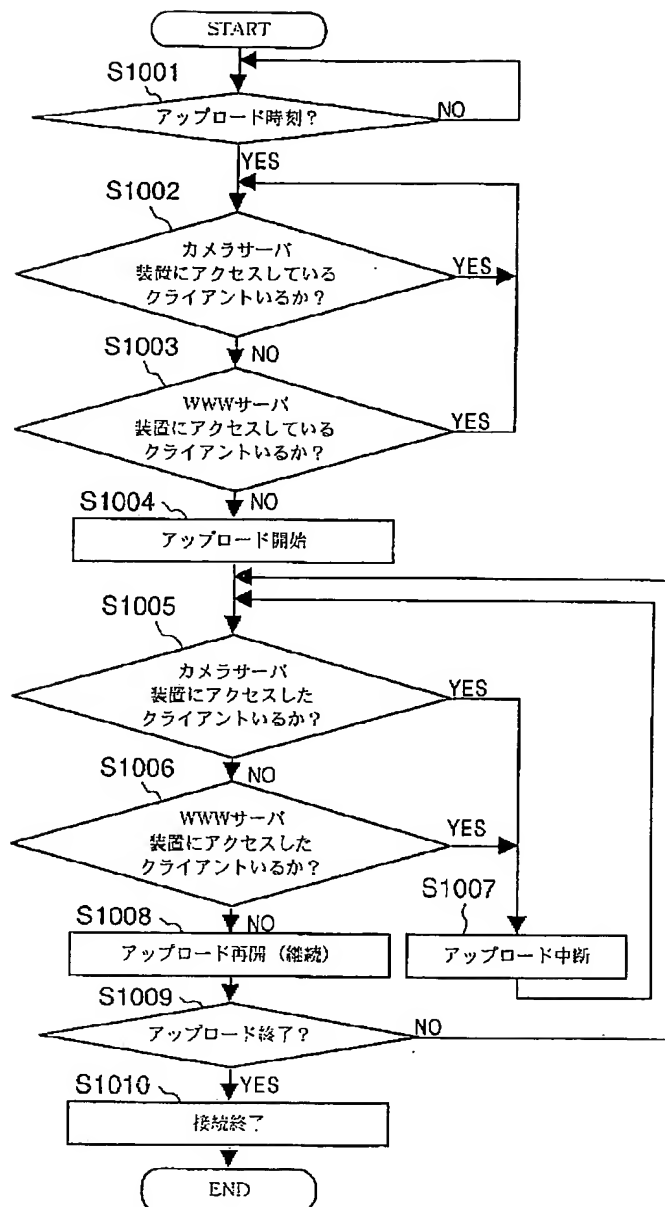 START
S1001
アップロード時刻？
NO
YES
S1002
カメラサーバ
装置にアクセスしている
クライアントいるか？
YES
NO
S1003
WWWサーバ
装置にアクセスしている
クライアントいるか？
YES
NO
S1004
アップロード開始
S1005
カメラサーバ
装置にアクセスした
クライアントいるか？
YES
NO
S1006
WWWサーバ
装置にアクセスした
クライアントいるか？
YES
NO
S1007
アップロード中断
S1008
アップロード再開（継続）
S1009
アップロード終了？
NO
YES
S1010
接続終了
END